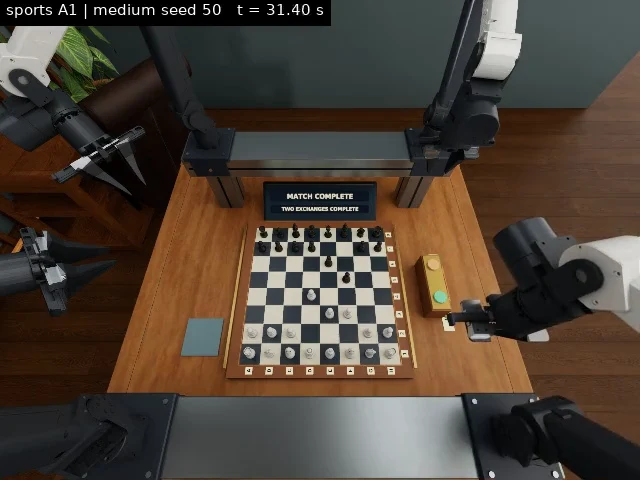 sports A1 | medium seed 50 t = 31.40 s
MATCH COMPLETE
TWO EXCHANGES COMPLETE